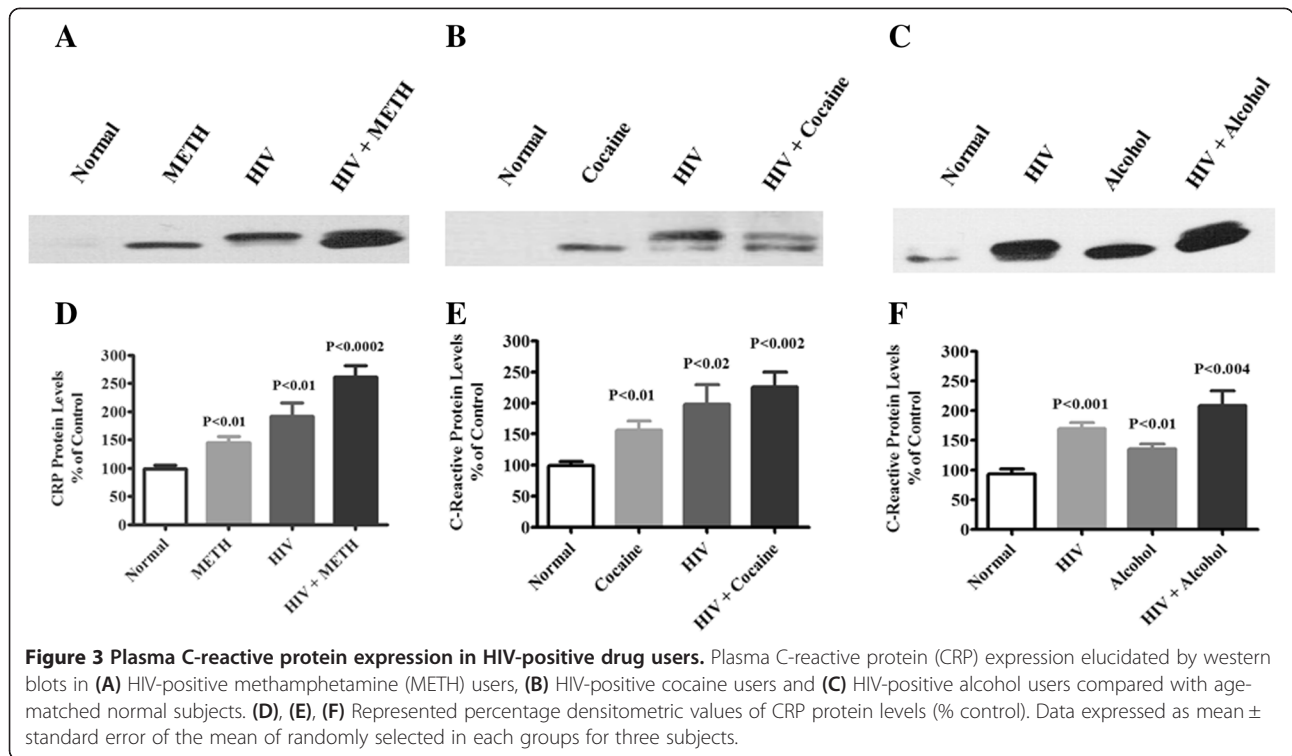 A
B
C
Normal
METH
HIV
HIV + METH
Normal
Cocaine
HIV
HIV + Cocaine
Normal
HIV
Alcohol
HIV + Alcohol
D
CRP Protein Levels
% of Control
300
250
200
150
100
50
0
P<0.01
P<0.01
P<0.0002
Normal
METH
HIV
HIV + METH
E
C-Reactive Protein Levels
% of Control
300
250
200
150
100
50
0
P<0.01
P<0.02
P<0.002
Normal
Cocaine
HIV
HIV + Cocaine
F
C-Reactive Protein Levels
% of Control
300
250
200
150
100
50
0
P<0.001
P<0.01
P<0.004
Normal
HIV
Alcohol
HIV + Alcohol
Figure 3 Plasma C-reactive protein expression in HIV-positive drug users. Plasma C-reactive protein (CRP) expression elucidated by western
blots in (A) HIV-positive methamphetamine (METH) users, (B) HIV-positive cocaine users and (C) HIV-positive alcohol users compared with age-
matched normal subjects. (D), (E), (F) Represented percentage densitometric values of CRP protein levels (% control). Data expressed as mean ±
standard error of the mean of randomly selected in each groups for three subjects.